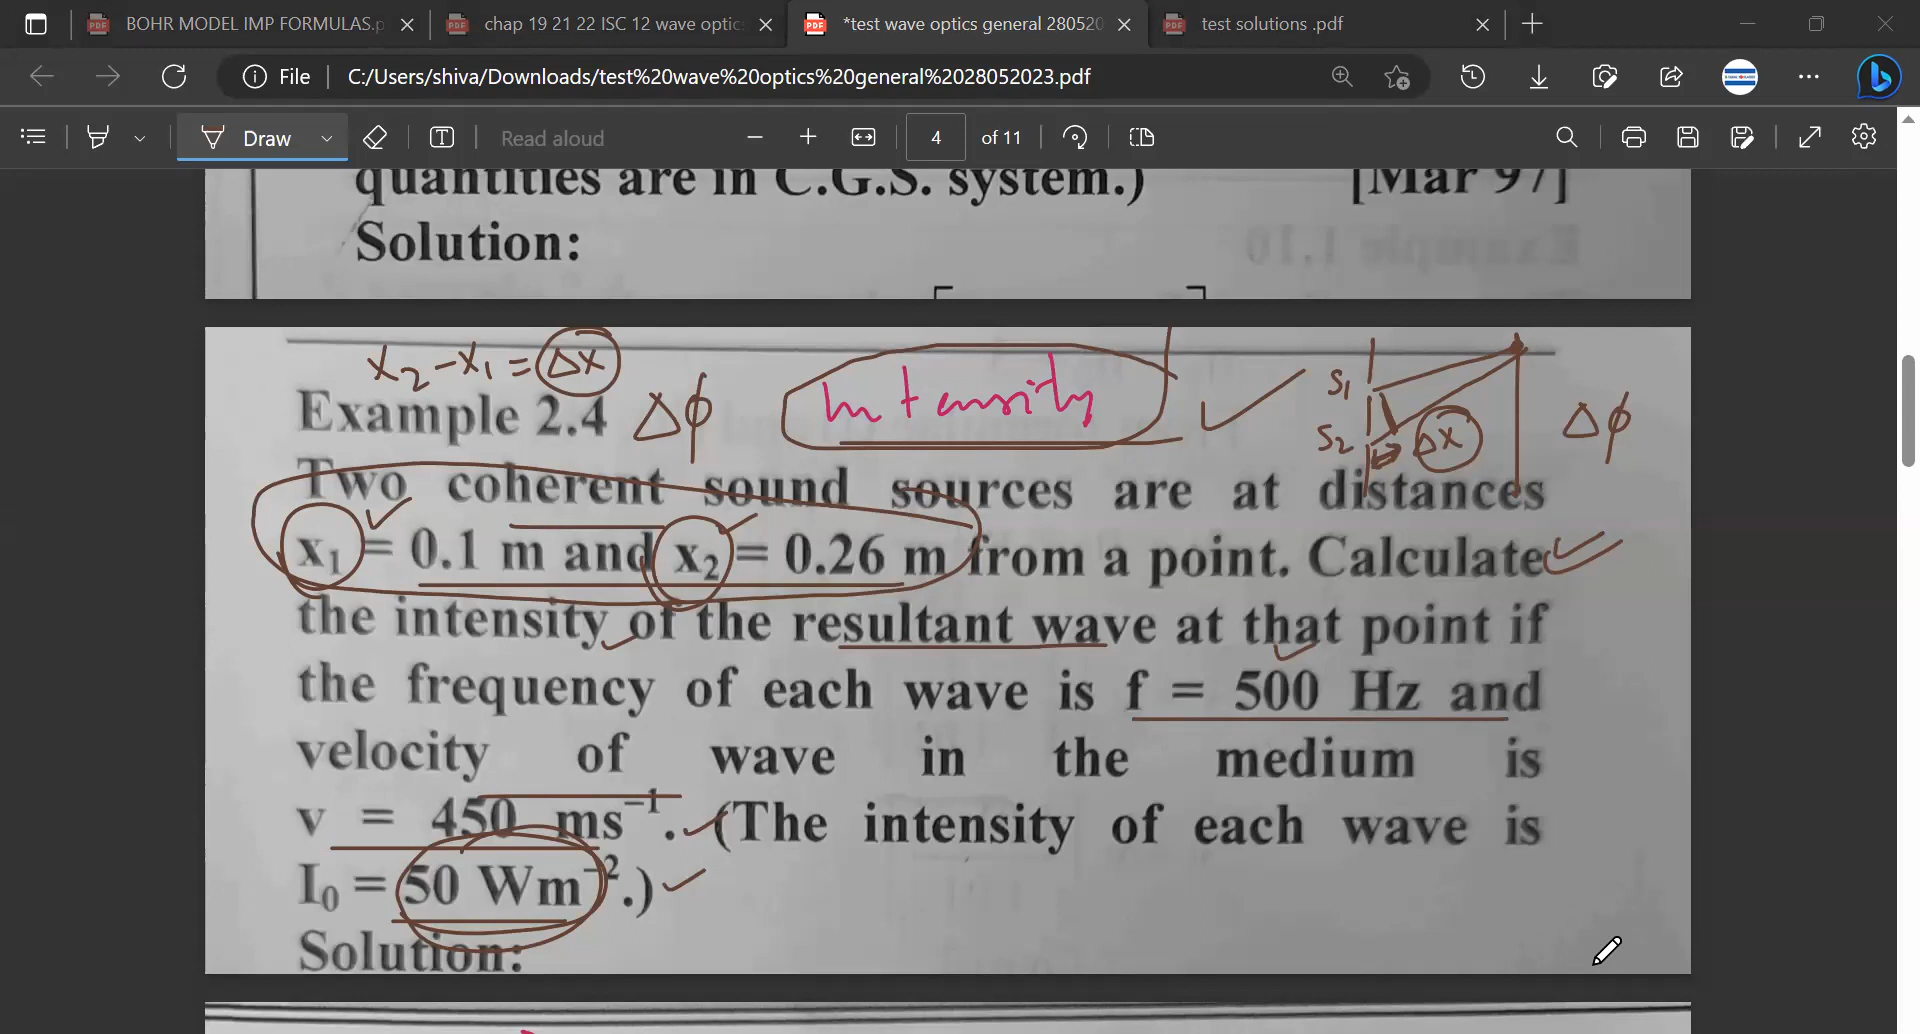 BOHR MODEL IMP FORMULAS.p
chap 19 21 22 ISC 12 wave optic
*test wave optics general 280520
test solutions .pdf
File
C:/Users/shiva/Downloads/test%20wave%20optics%20general%2028052023.pdf
Draw
Read aloud
4 of 11
quantities are in C.G.S. system.) [Mar 97]
Solution:
Example 1.10
x₂-x₁ = Δx
Example 2.4 Δϕ Intensity S₁ S₂ Δx Δϕ
Two coherent sound sources are at distances
x₁ = 0.1 m and x₂ = 0.26 m from a point. Calculate
the intensity of the resultant wave at that point if
the frequency of each wave is f = 500 Hz and
velocity of wave in the medium is
v = 450 ms⁻¹. (The intensity of each wave is
I₀ = 50 Wm⁻².)
Solution: